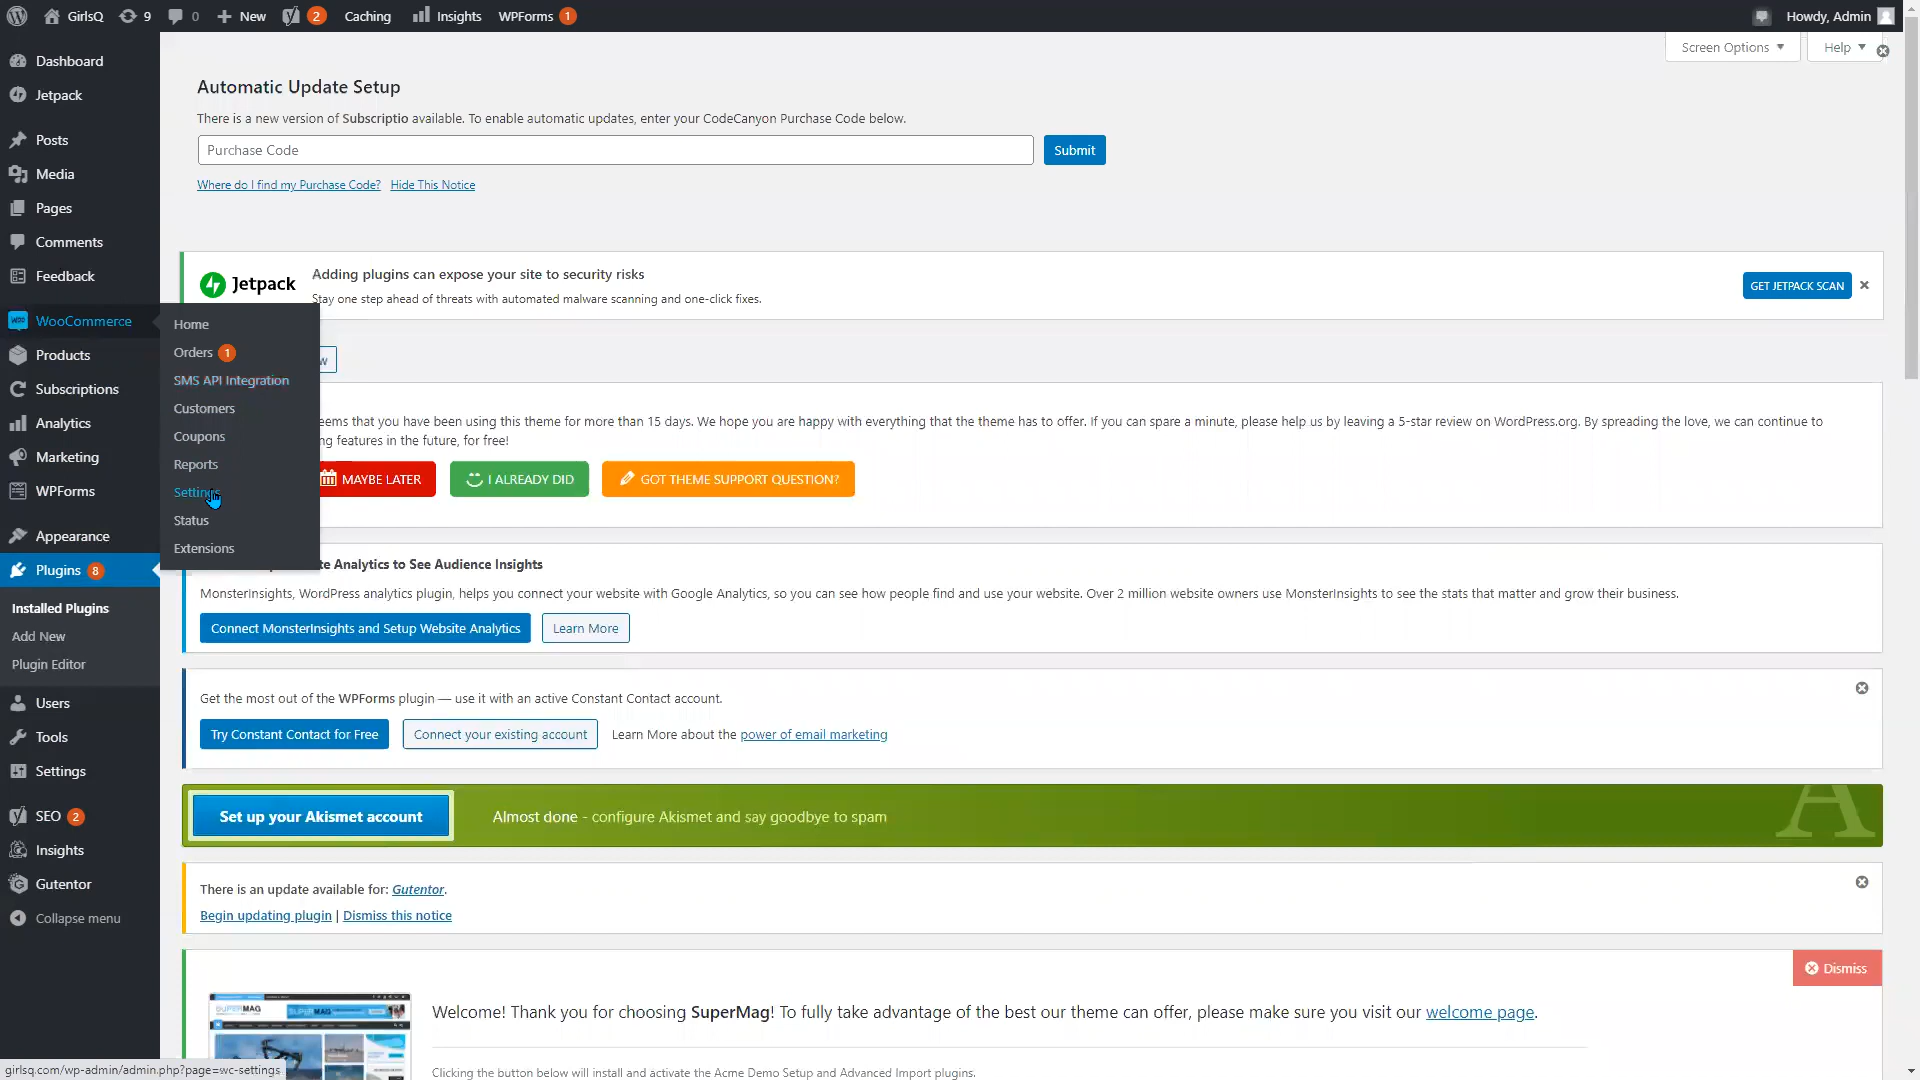 GirlsQ 9 0 New 2 Caching Insights WPForms 1 Howdy, Admin
Screen Options Help
Dashboard
Jetpack
Posts
Media
Pages
Comments
Feedback
WooCommerce
Products
Subscriptions
Analytics
Marketing
WPForms
Appearance
Plugins 8
Installed Plugins
Add New
Plugin Editor
Users
Tools
Settings
SEO 2
Insights
Gutentor
Collapse menu
Home
Orders 1
SMS API Integration
Customers
Coupons
Reports
Settings
Status
Extensions
Automatic Update Setup
There is a new version of Subscriptio available. To enable automatic updates, enter your CodeCanyon Purchase Code below.
Purchase Code Submit
Where do I find my Purchase Code? Hide This Notice
Jetpack
Adding plugins can expose your site to security risks
Stay one step ahead of threats with automated malware scanning and one-click fixes.
GET JETPACK SCAN
that you have been using this theme for more than 15 days. We hope you are happy with everything that the theme has to offer. If you can spare a minute, please help us by leaving a 5-star review on WordPress.org. By spreading the love, we can continue to
features in the future, for free!
MAYBE LATER I ALREADY DID GOT THEME SUPPORT QUESTION?
Analytics to See Audience Insights
MonsterInsights, WordPress analytics plugin, helps you connect your website with Google Analytics, so you can see how people find and use your website. Over 2 million website owners use MonsterInsights to see the stats that matter and grow their business.
Connect MonsterInsights and Setup Website Analytics Learn More
Get the most out of the WPForms plugin — use it with an active Constant Contact account.
Try Constant Contact for Free Connect your existing account Learn More about the power of email marketing
Set up your Akismet account Almost done - configure Akismet and say goodbye to spam
There is an update available for: Gutentor.
Begin updating plugin | Dismiss this notice
Dismiss
SUPERMAG
Welcome! Thank you for choosing SuperMag! To fully take advantage of the best our theme can offer, please make sure you visit our welcome page.
Clicking the button below will install and activate the Acme Demo Setup and Advanced Import plugins.
girlsq.com/wp-admin/admin.php?page=wc-settings